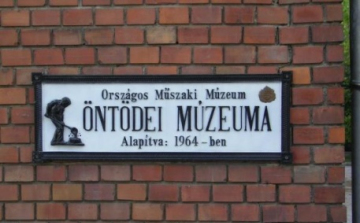 Országos Műszaki Múzeum
ÖNTÖDEI MÚZEUMA
Alapítva: 1964-ben